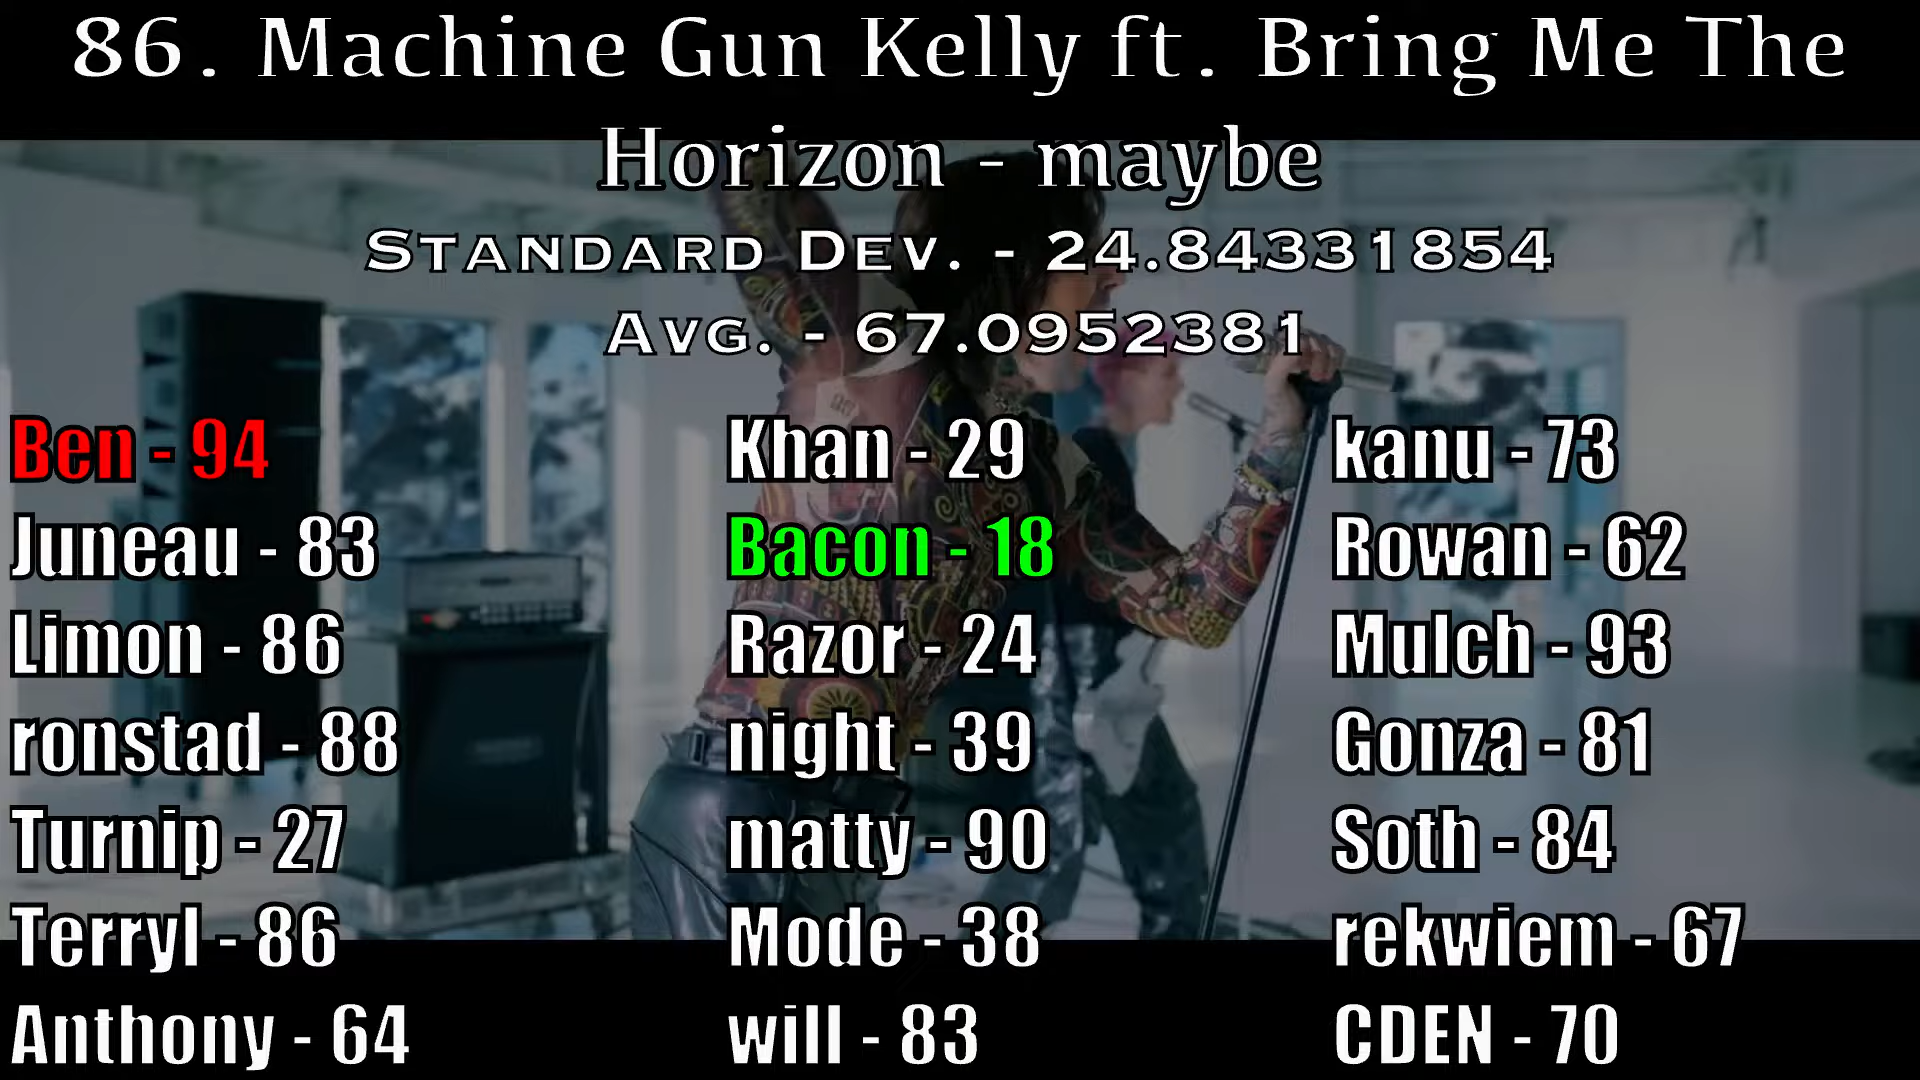 86. Machine Gun Kelly ft. Bring Me The
Horizon - maybe
Standard Dev. - 24.84331854
Avg. - 67.0952381
Ben - 94
Juneau - 83
Limon - 86
ronstad - 88
Turnip - 27
Terryl - 86
Anthony - 64
Khan - 29
Bacon - 18
Razor - 24
night - 39
matty - 90
Mode - 38
will - 83
kanu - 73
Rowan - 62
Mulch - 93
Gonza - 81
Soth - 84
rekwiem - 67
CDEN - 70